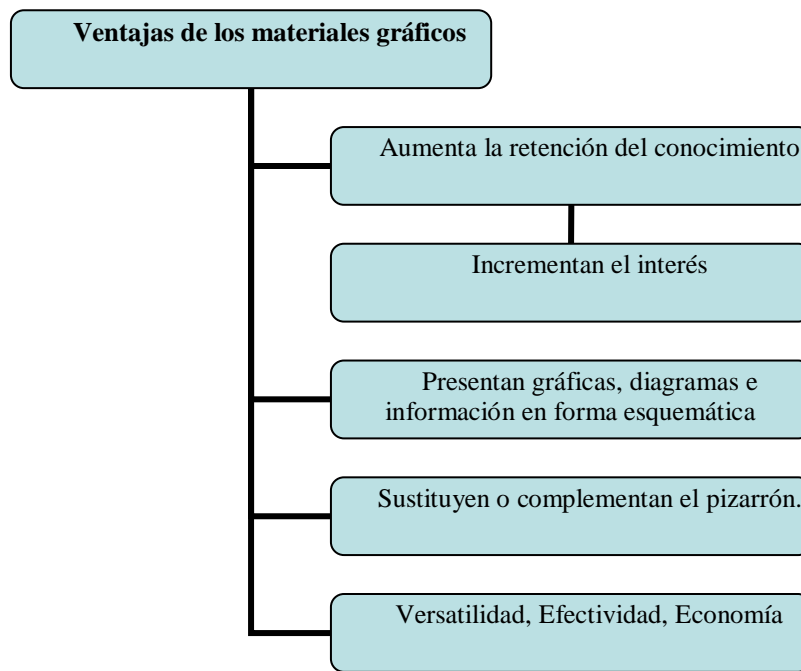 Ventajas de los materiales gráficos
Aumenta la retención del conocimiento
Incrementan el interés
Presentan gráficas, diagramas e
información en forma esquemática
Sustituyen o complementan el pizarrón.
Versatilidad, Efectividad, Economía